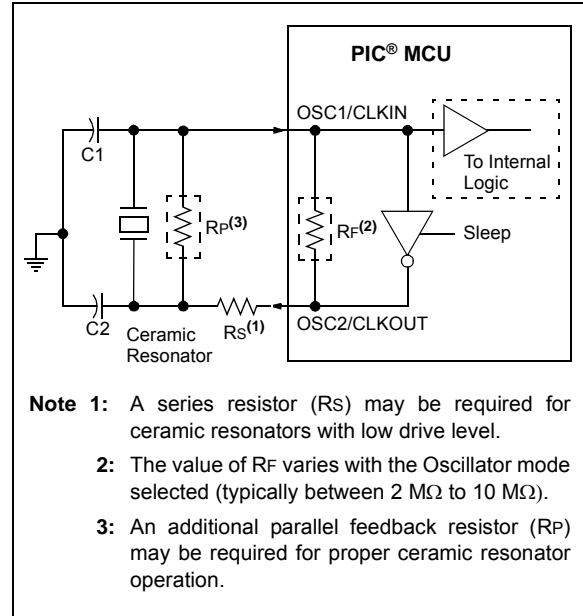 PIC® MCU
OSC1/CLKIN
C1
To Internal
Logic
RP(3)
RF(2)
Sleep
C2
Ceramic
Resonator
RS(1)
OSC2/CLKOUT
Note 1: A series resistor (RS) may be required for
ceramic resonators with low drive level.
2: The value of RF varies with the Oscillator mode
selected (typically between 2 MΩ to 10 MΩ).
3: An additional parallel feedback resistor (RP)
may be required for proper ceramic resonator
operation.